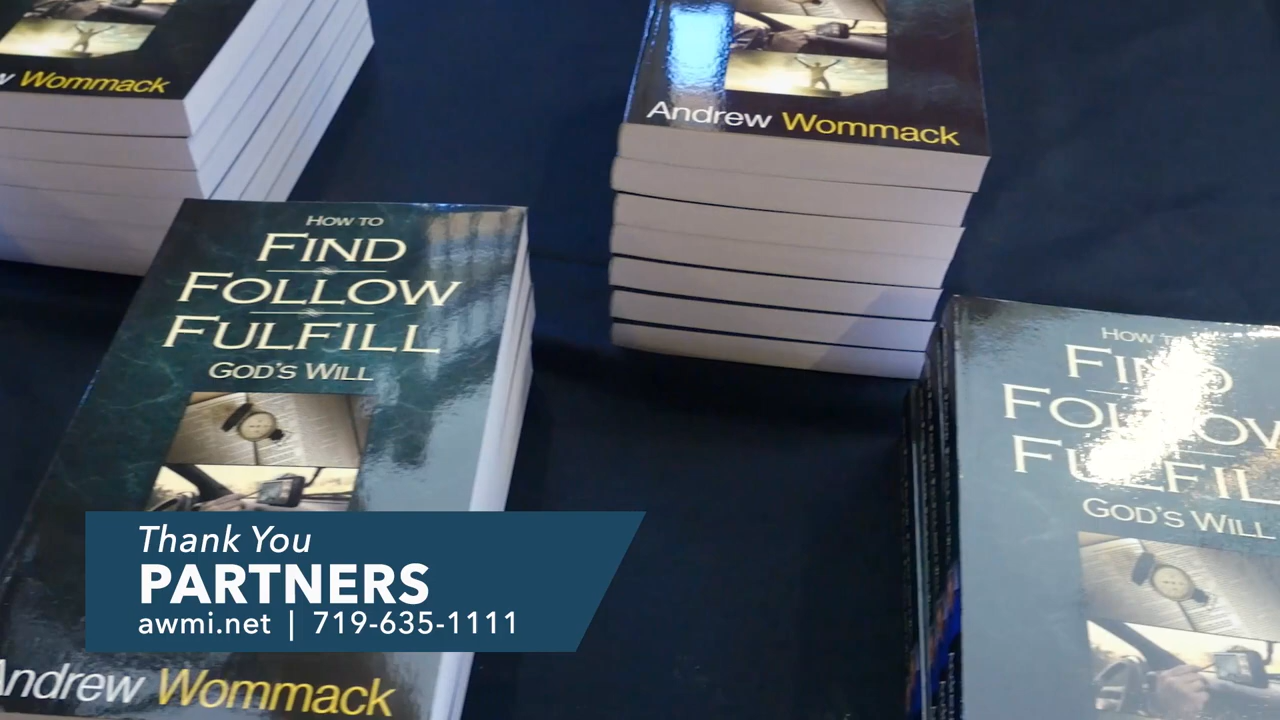 w Wommack
Andrew Wommack
HOW TO
FIND
FOLLOW
FULFILL
GOD'S WILL
HOW TO
FIND
FOLLOW
FULFIL
GOD'S WILL
Thank You
PARTNERS
awmi.net | 719-635-1111
Andrew Wommack